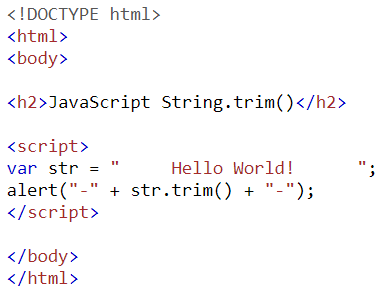 <!DOCTYPE html>
<html>
<body>
<h2>JavaScript String.trim()</h2>
<script>
var str = "     Hello World!      ";
alert("-" + str.trim() + "-");
</script>
</body>
</html>